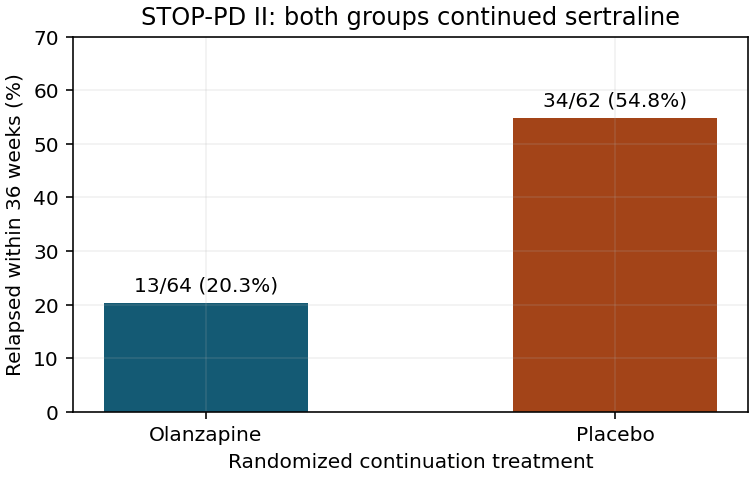 STOP-PD II: both groups continued sertraline
Relapsed within 36 weeks (%)
70
60
50
40
30
20
10
0
34/62 (54.8%)
13/64 (20.3%)
Olanzapine
Placebo
Randomized continuation treatment